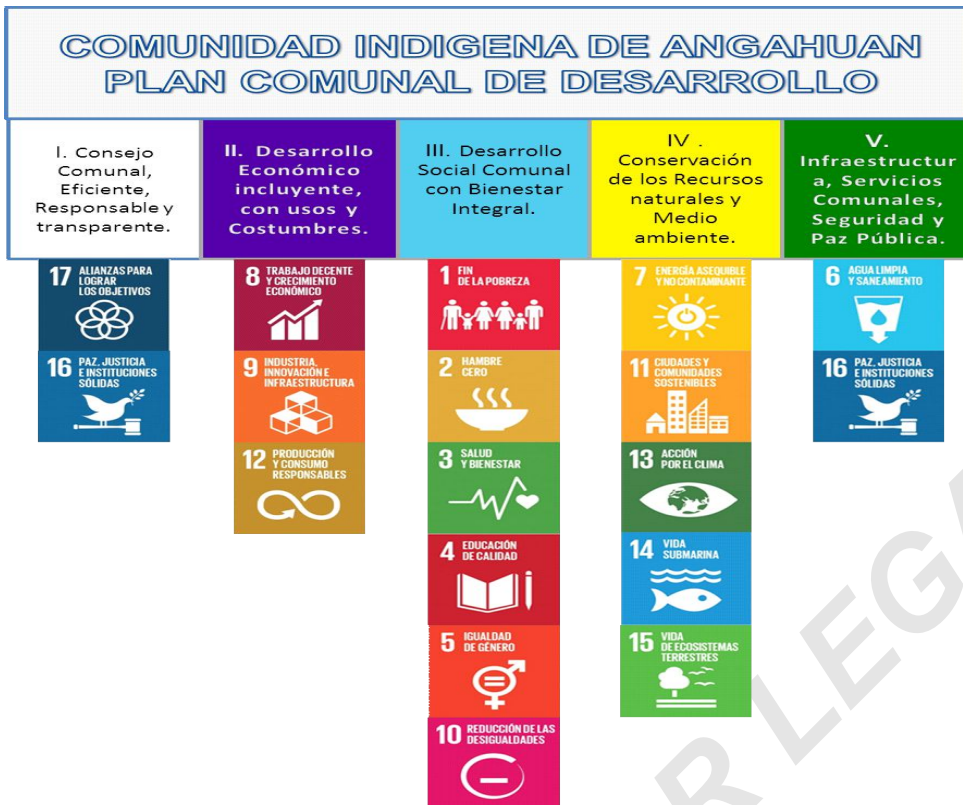 COMUNIDAD INDIGENA DE ANGAHUAN
PLAN COMUNAL DE DESARROLLO
I. Consejo
Comunal,
Eficiente,
Responsable y
transparente.
II. Desarrollo
Económico
incluyente,
con usos y
Costumbres.
III. Desarrollo
Social Comunal
con Bienestar
Integral.
IV .
Conservación
de los Recursos
naturales y
Medio
ambiente.
V.
Infraestructur
a, Servicios
Comunales,
Seguridad y
Paz Pública.
17 ALIANZAS PARA
LOGRAR
LOS OBJETIVOS
16 PAZ, JUSTICIA
E INSTITUCIONES
SÓLIDAS
8 TRABAJO DECENTE
Y CRECIMIENTO
ECONÓMICO
9 INDUSTRIA,
INNOVACIÓN E
INFRAESTRUCTURA
12 PRODUCCIÓN
Y CONSUMO
RESPONSABLES
1 FIN
DE LA POBREZA
2 HAMBRE
CERO
3 SALUD
Y BIENESTAR
4 EDUCACIÓN
DE CALIDAD
5 IGUALDAD
DE GÉNERO
10 REDUCCIÓN DE LAS
DESIGUALDADES
7 ENERGÍA ASEQUIBLE
Y NO CONTAMINANTE
11 CIUDADES Y
COMUNIDADES
SOSTENIBLES
13 ACCIÓN
POR EL CLIMA
14 VIDA
SUBMARINA
15 VIDA
DE ECOSISTEMAS
TERRESTRES
6 AGUA LIMPIA
Y SANEAMIENTO
16 PAZ, JUSTICIA
E INSTITUCIONES
SÓLIDAS